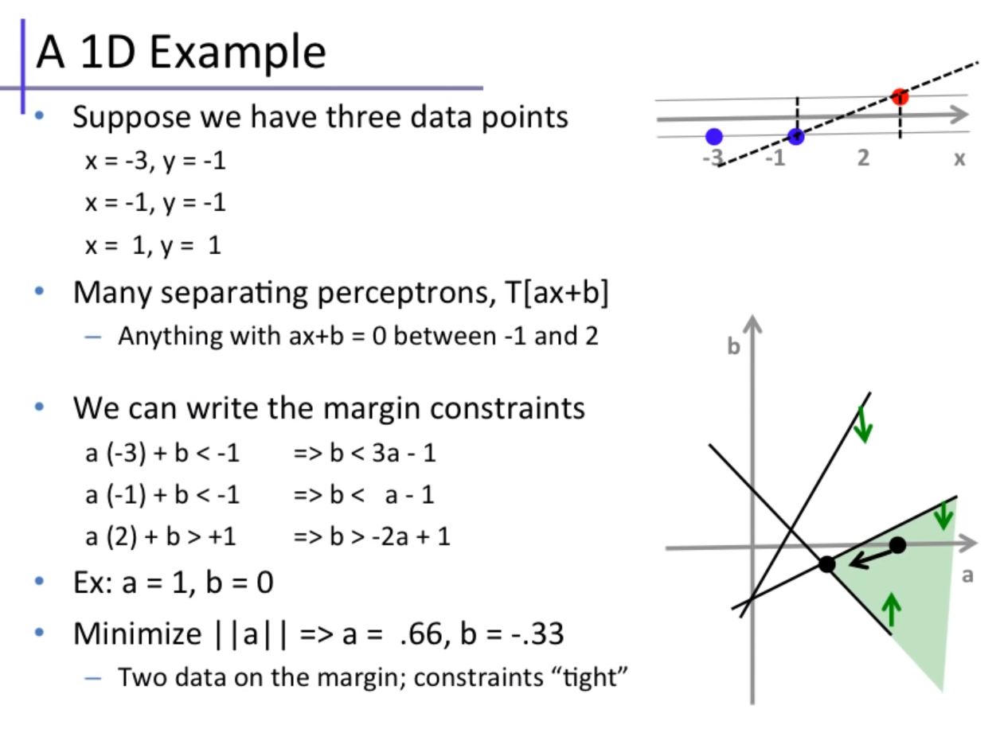 A 1D Example
• Suppose we have three data points
x = -3, y = -1
x = -1, y = -1
x = 1, y = 1
• Many separating perceptrons, T[ax+b]
– Anything with ax+b = 0 between -1 and 2
• We can write the margin constraints
a (-3) + b < -1 => b < 3a - 1
a (-1) + b < -1 => b < a - 1
a (2) + b > +1 => b > -2a + 1
• Ex: a = 1, b = 0
• Minimize ||a|| => a = .66, b = -.33
– Two data on the margin; constraints “tight”
-3 -1 2 x
b
a